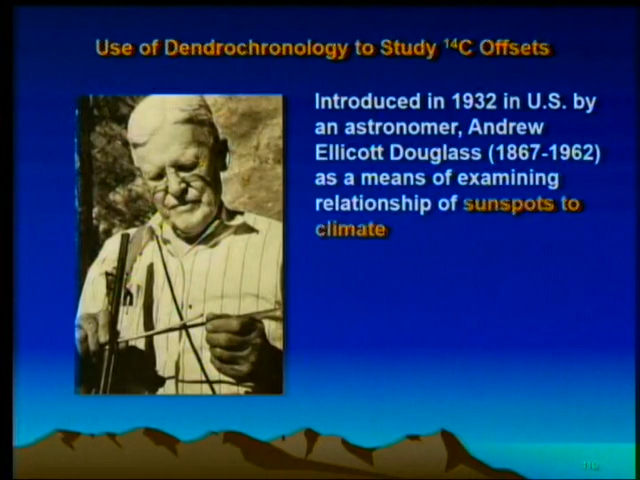 Use of Dendrochronology to Study ¹⁴C Offsets
Introduced in 1932 in U.S. by
an astronomer, Andrew
Ellicott Douglass (1867-1962)
as a means of examining
relationship of sunspots to
climate